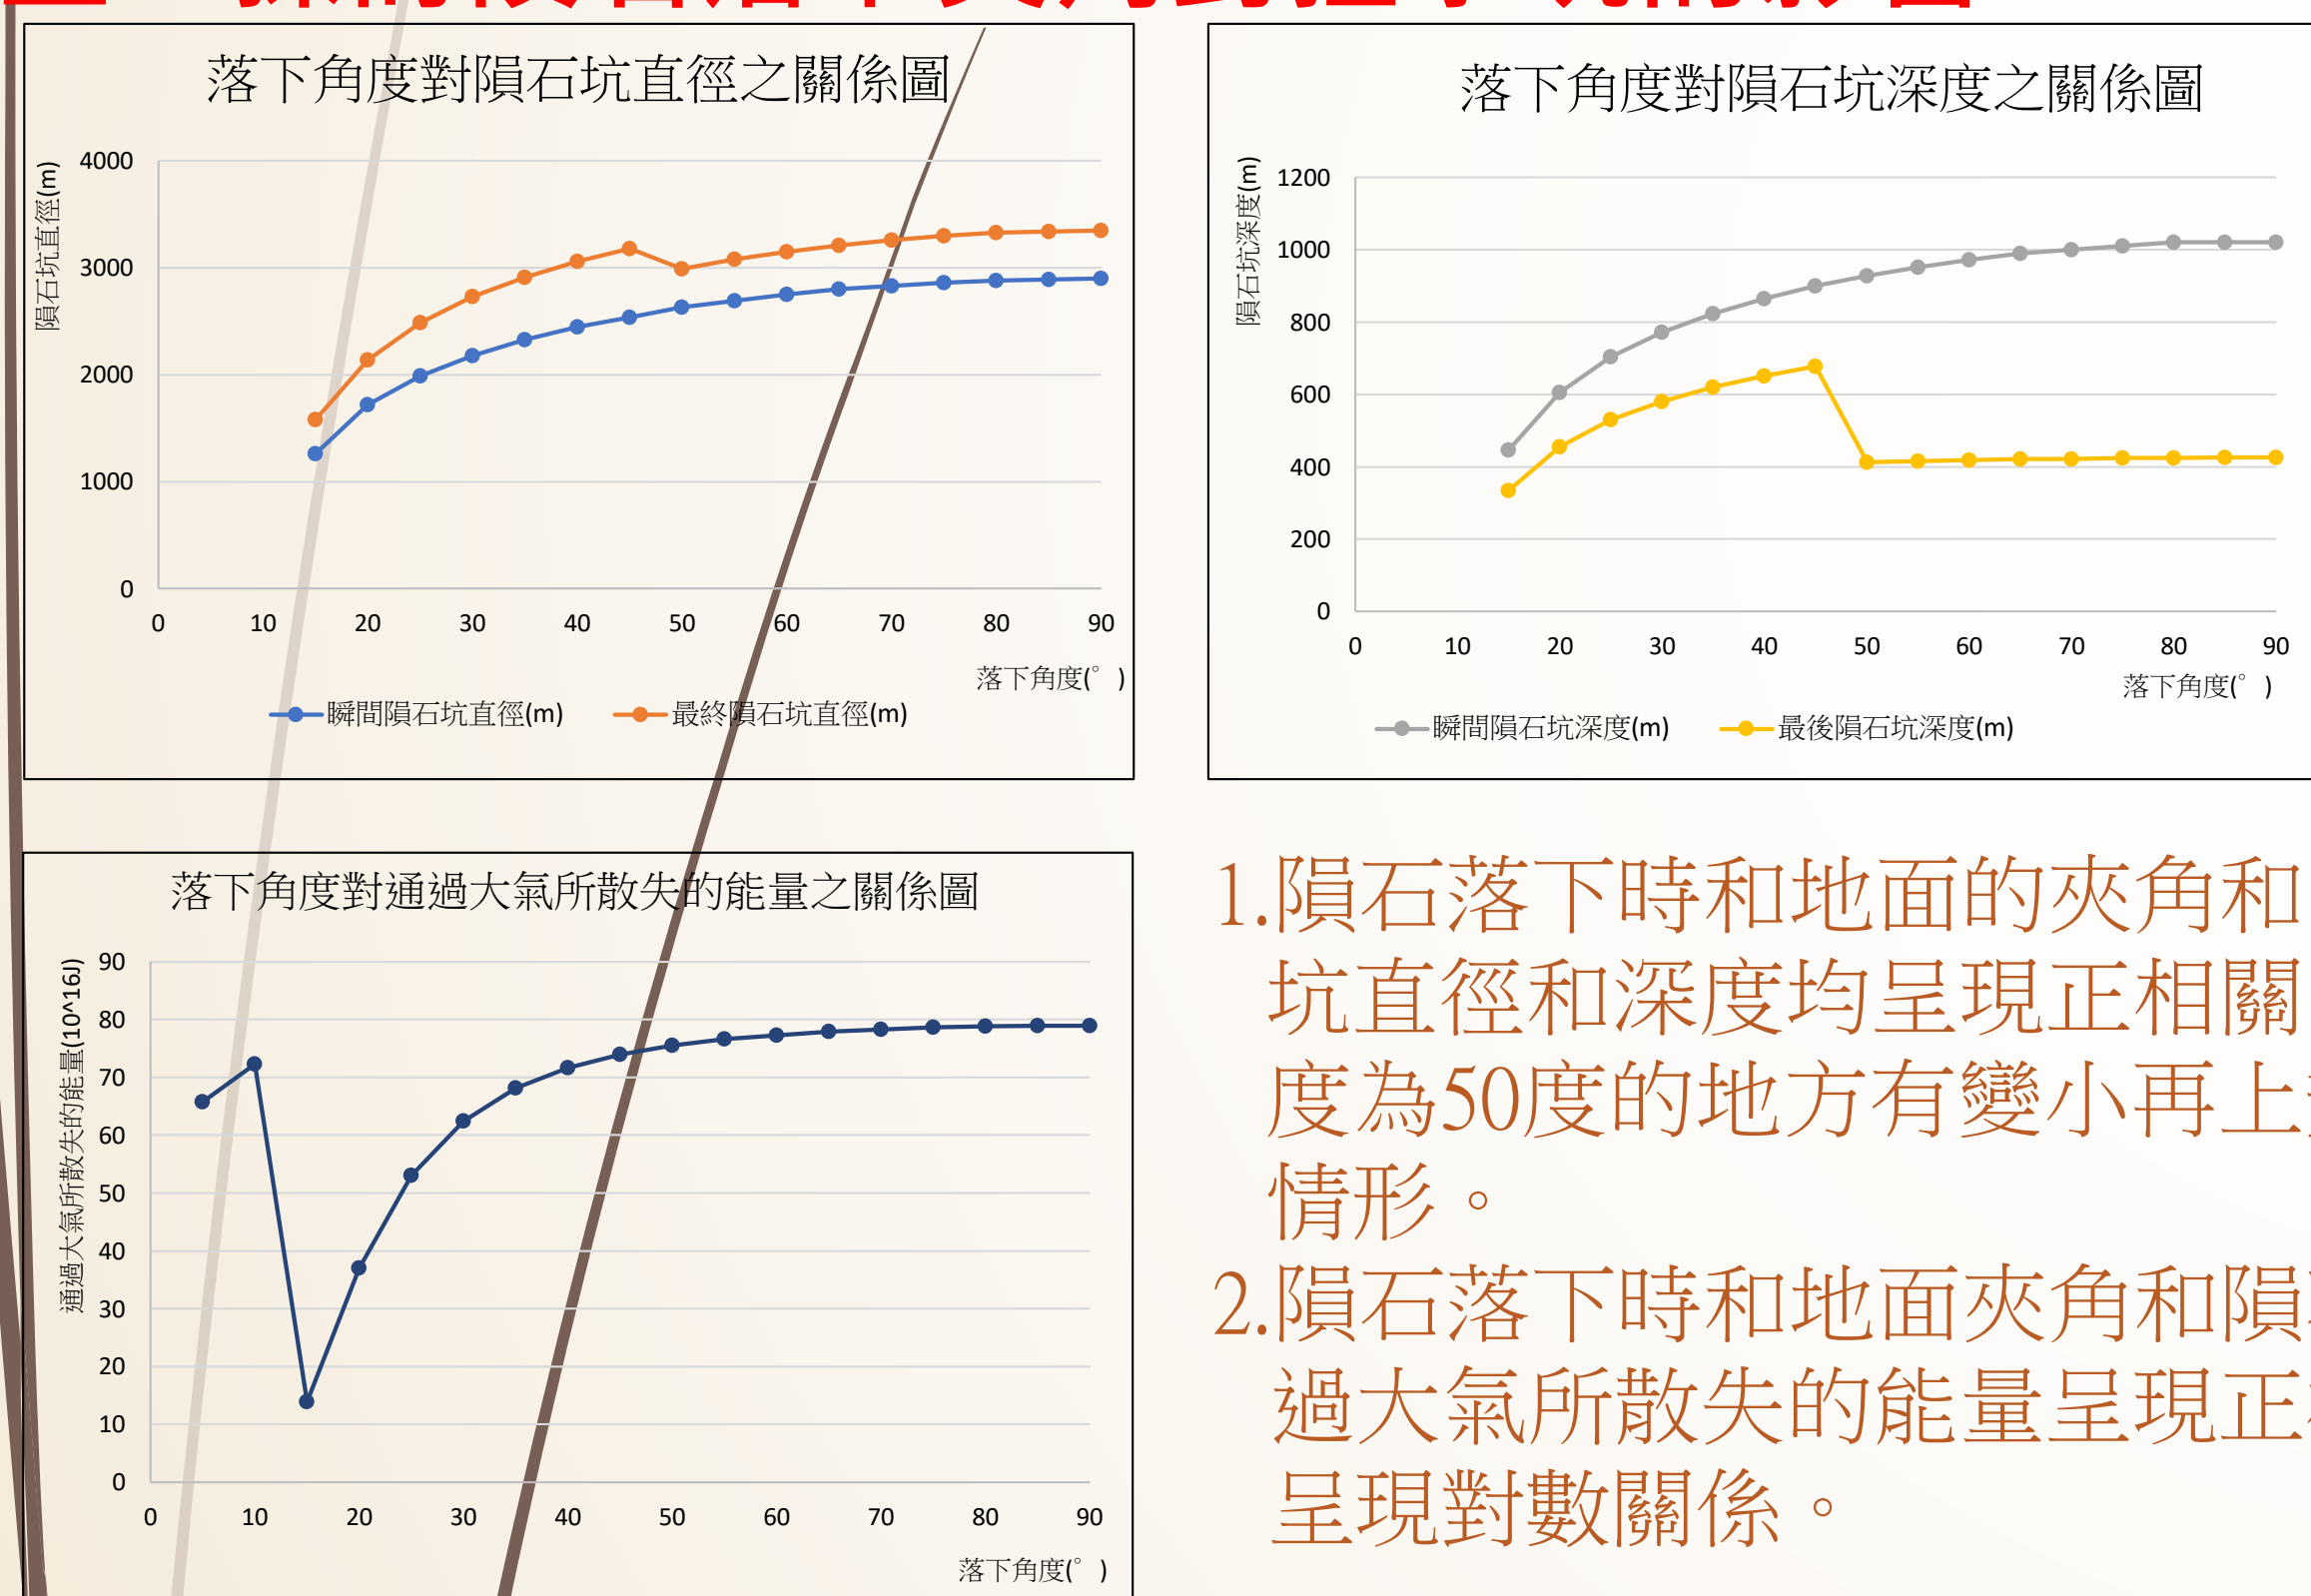 落下角度對隕石坑直徑之關係圖
隕石坑直徑(m)
4000
3000
2000
1000
0
0 10 20 30 40 50 60 70 80 90
落下角度(° )
瞬間隕石坑直徑(m) 最終隕石坑直徑(m)
落下角度對隕石坑深度之關係圖
隕石坑深度(m)
1200
1000
800
600
400
200
0
0 10 20 30 40 50 60 70 80 90
落下角度(° )
瞬間隕石坑深度(m) 最後隕石坑深度(m)
落下角度對通過大氣所散失的能量之關係圖
通過大氣所散失的能量(10^16J)
90
80
70
60
50
40
30
20
10
0
0 10 20 30 40 50 60 70 80 90
落下角度(° )
1.隕石落下時和地面的夾角和
坑直徑和深度均呈現正相關
度為50度的地方有變小再上
情形。
2.隕石落下時和地面夾角和隕
過大氣所散失的能量呈現正
呈現對數關係。